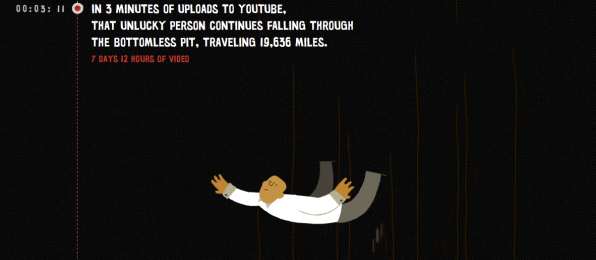 00:03: 11
IN 3 MINUTES OF UPLOADS TO YOUTUBE,
THAT UNLUCKY PERSON CONTINUES FALLING THROUGH
THE BOTTOMLESS PIT, TRAVELING 19,636 MILES.
7 DAYS 12 HOURS OF VIDEO